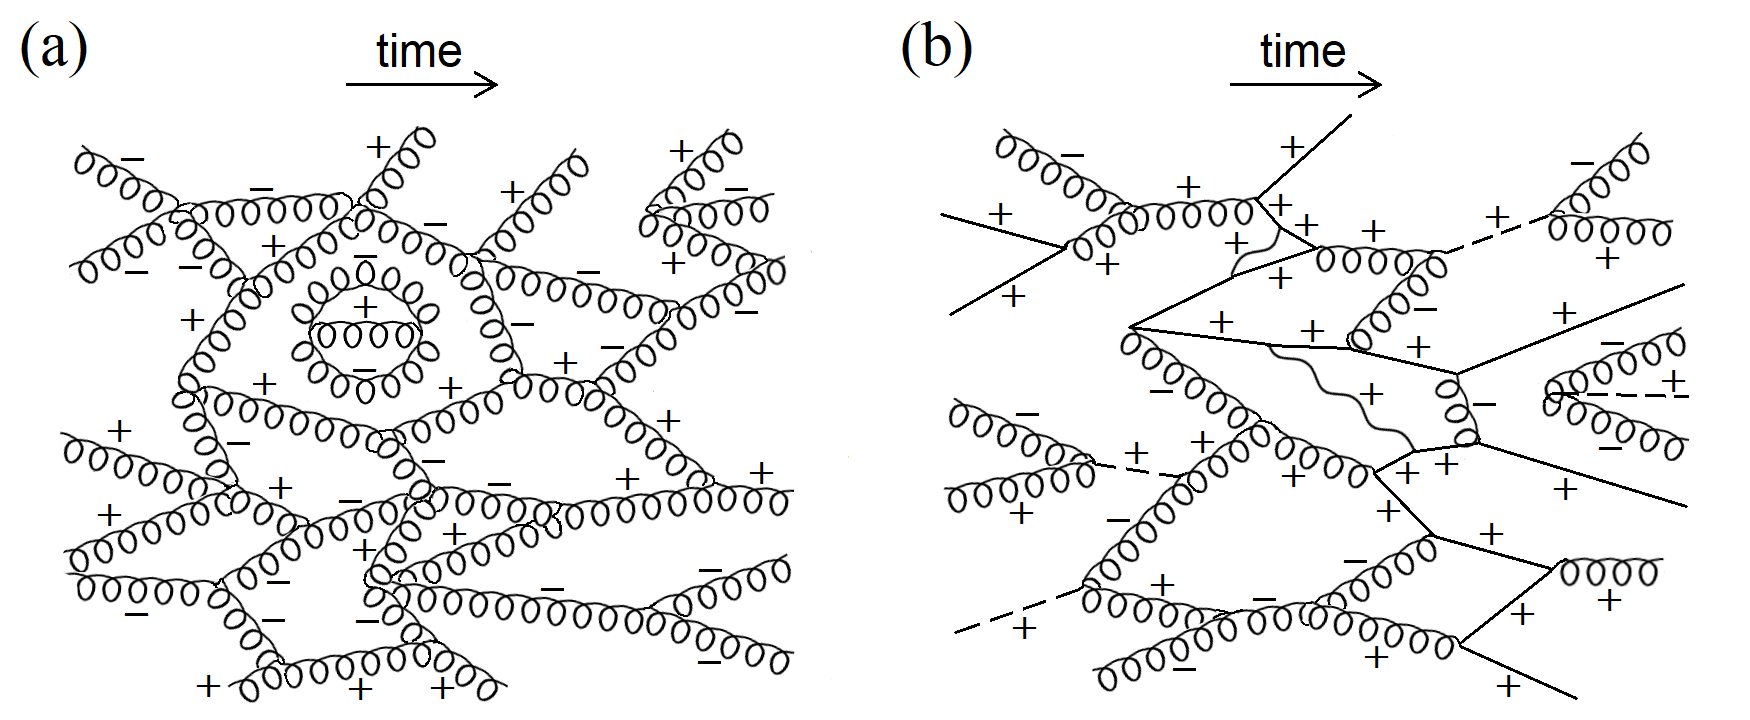 (a)
time
− + +
− + −
− − + − − − +
+ + − −
+ − + − +
+ − + −
+ − − + + +
+ +
− − − −
− − −
+ + + −
(b)
time
− + −
+ + + + +
+ + + + +
+ + + − +
+ −
− + − +
− + + −
+ + + +
+ − + +
+ − +
+ − +
− + +